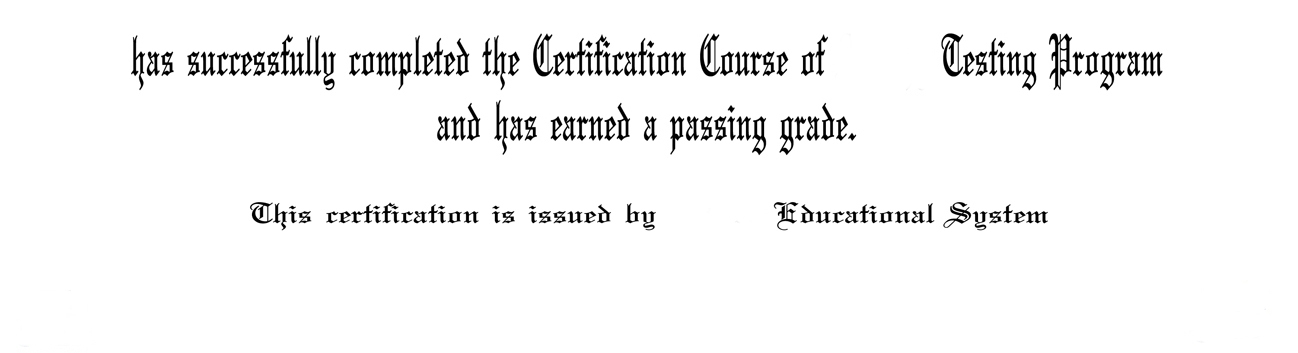 has successfully completed the Certification Course of Testing Program
and has earned a passing grade.
This certification is issued by Educational System